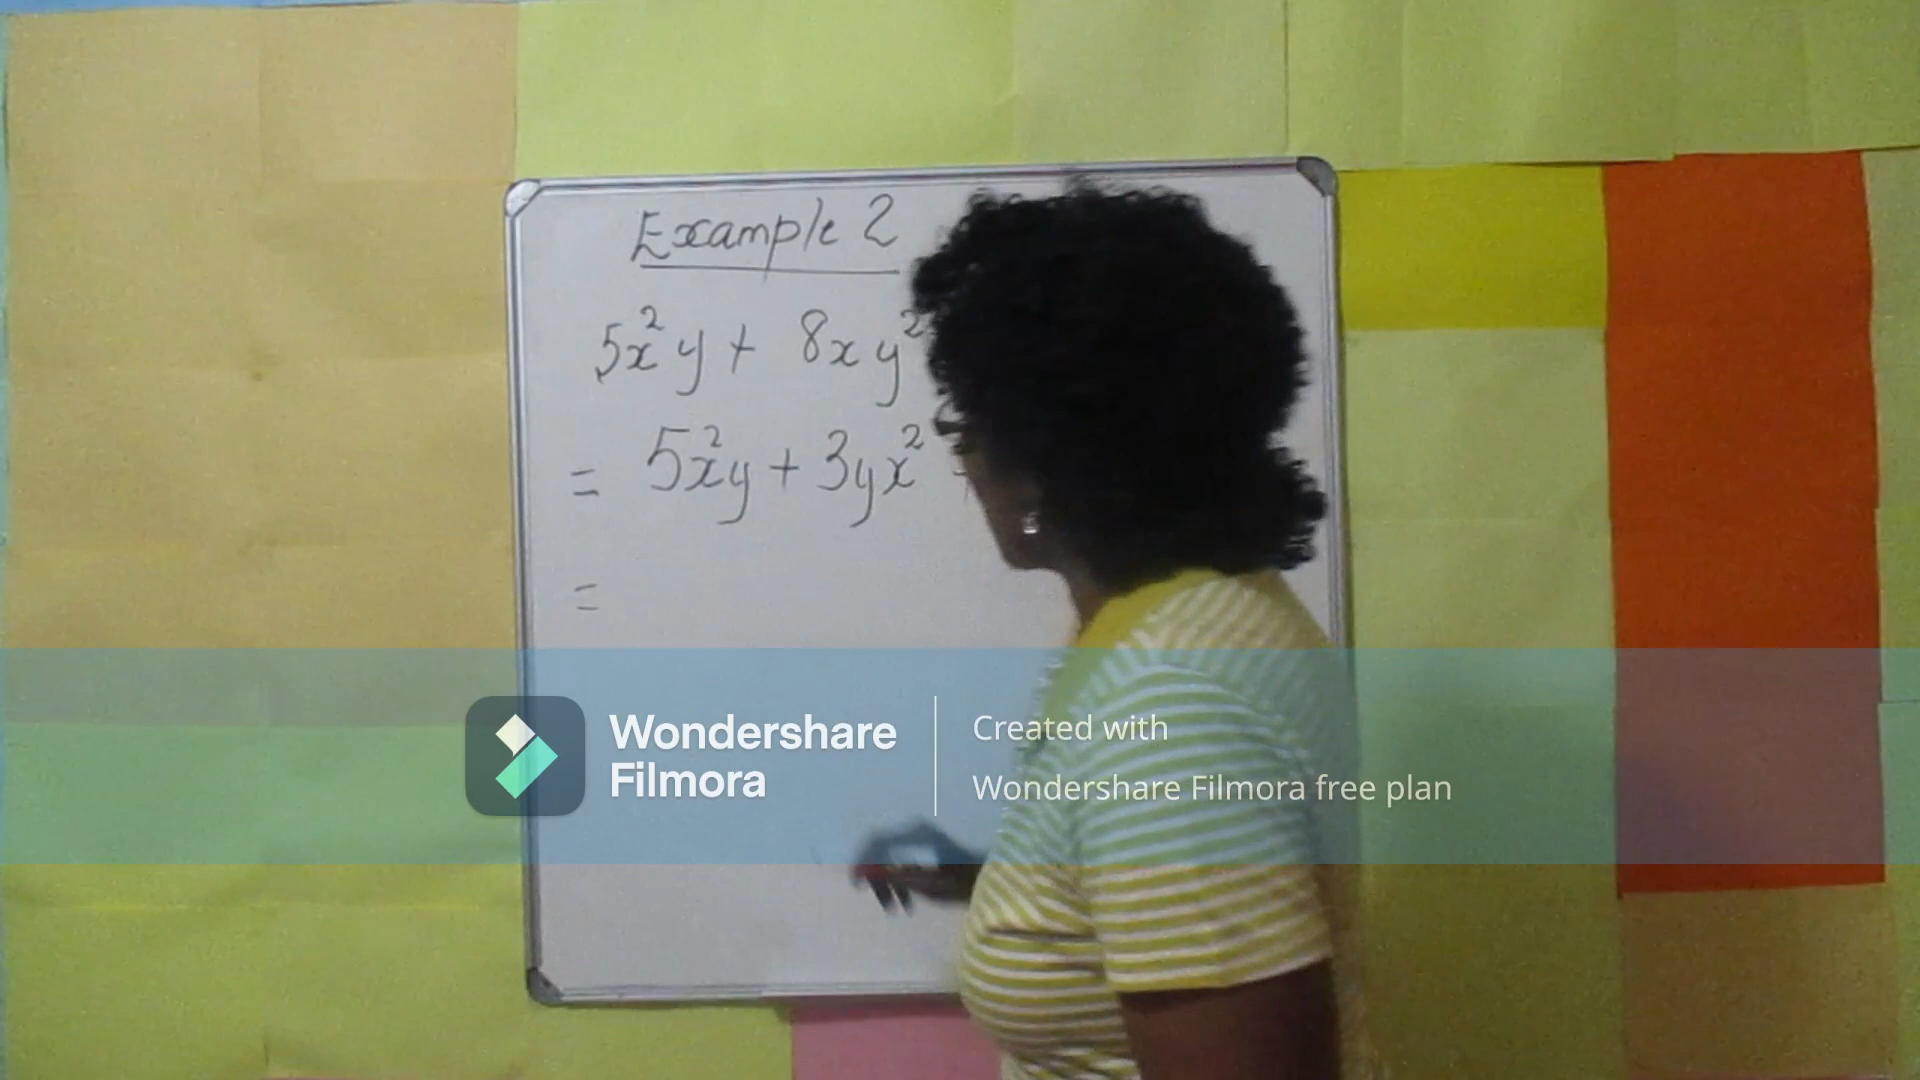 Example 2
5x²y + 8xy²
= 5x²y + 3yx² +
=
Wondershare
Filmora
Created with
Wondershare Filmora free plan